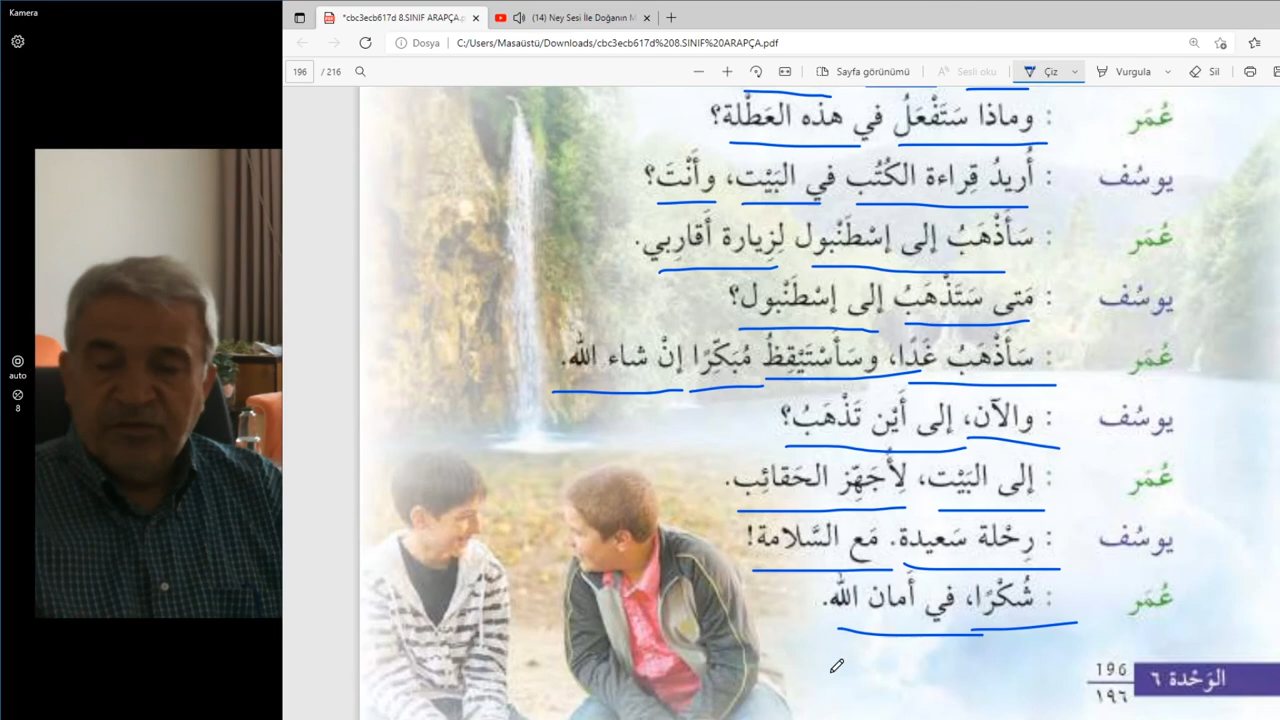 Kamera
*cbc3ecb617d 8.SINIF ARAPÇA.p
(14) Ney Sesi İle Doğanın M
Dosya C:/Users/Masaüstü/Downloads/cbc3ecb617d%208.SINIF%20ARAPÇA.pdf
196 / 216 Sayfa görünümü Sesli oku Çiz Vurgula Sil
عُمَر : وماذا سَتَفْعَلُ في هذه العَطْلة؟
يوسُف : أُريدُ قِراءة الكُتُب في البَيْت، وأَنْتَ؟
عُمَر : سَأَذْهَبُ إلى إسْطَنْبول لِزِيارة أَقارِبي.
يوسُف : مَتى سَتَذْهَبُ إلى إسْطَنْبول؟
عُمَر : سَأَذْهَبُ غَدًا، وسَأَسْتَيْقِظُ مُبَكِّرًا إنْ شاء الله.
يوسُف : والآن، إلى أَيْن تَذْهَبُ؟
عُمَر : إلى البَيْت، لِأُجَهِّز الحَقائِب.
يوسُف : رِحْلة سَعيدة. مَع السَّلامة!
عُمَر : شُكْرًا، في أَمان الله.
auto
8
الوَحْدة ٦
196
١٩٦